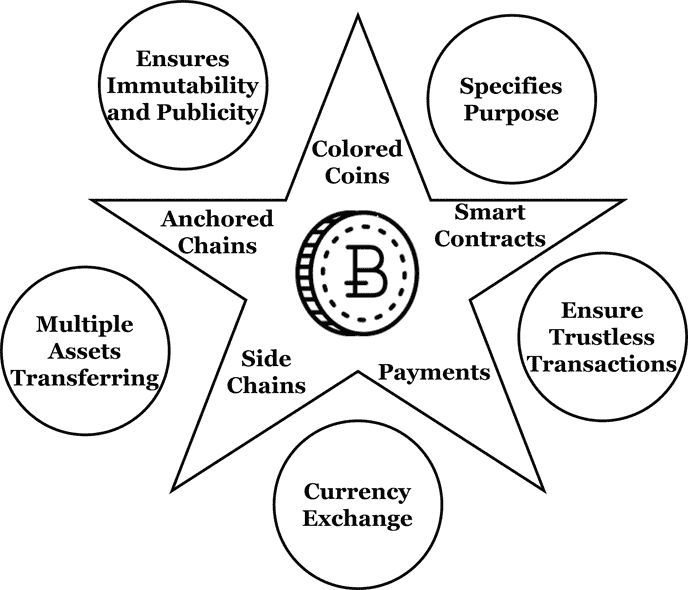 Ensures
Immutability
and Publicity
Specifies
Purpose
Colored
Coins
Anchored
Chains
Smart
Contracts
Multiple
Assets
Transferring
Ensure
Trustless
Transactions
Side
Chains
Payments
Currency
Exchange